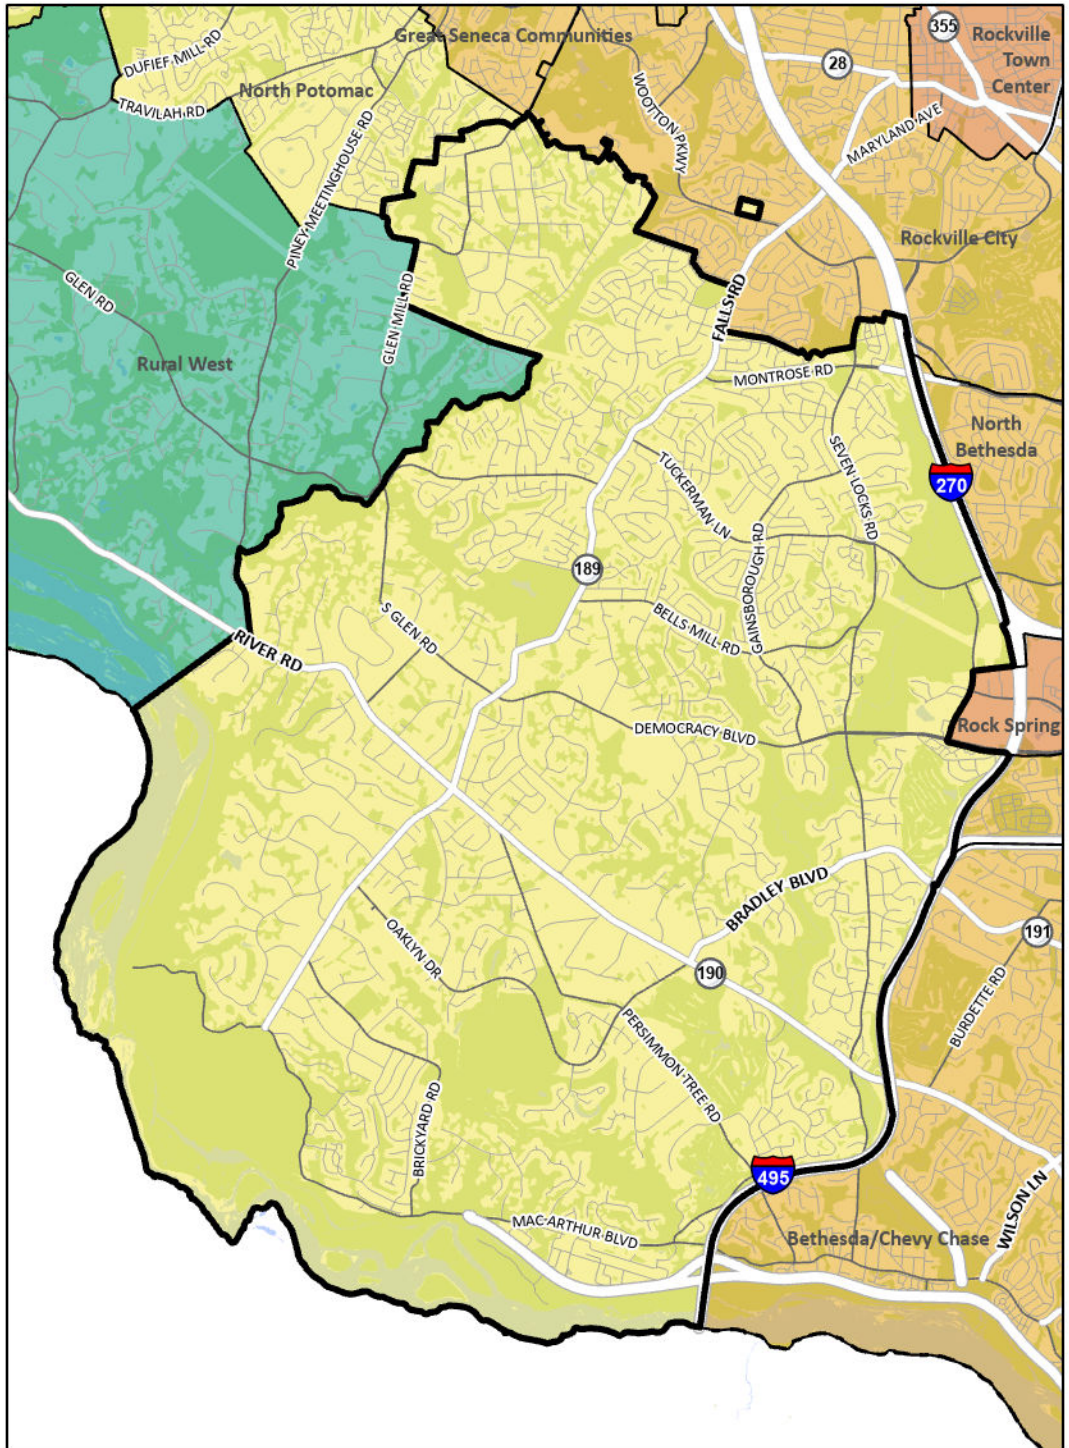 355
Rockville
Town
Center
Great Seneca Communities
DUFIEF MILL RD
28
North Potomac
WOOTTON PKWY
TRAVILAH RD
MARYLAND AVE
PINEY MEETINGHOUSE RD
Rockville City
GLEN RD
GLEN MILL RD
FALLS RD
Rural West
MONTROSE RD
North
Bethesda
SEVEN LOCKS RD
TUCKERMAN LN
270
GAINSBOROUGH RD
189
S GLEN RD
BELLS MILL RD
RIVER RD
DEMOCRACY BLVD
Rock Spring
BRADLEY BLVD
OAKLYN DR
191
190
BURDETTE RD
PERSIMMON TREE RD
BRICKYARD RD
495
WILSON LN
MAC ARTHUR BLVD
Bethesda/Chevy Chase